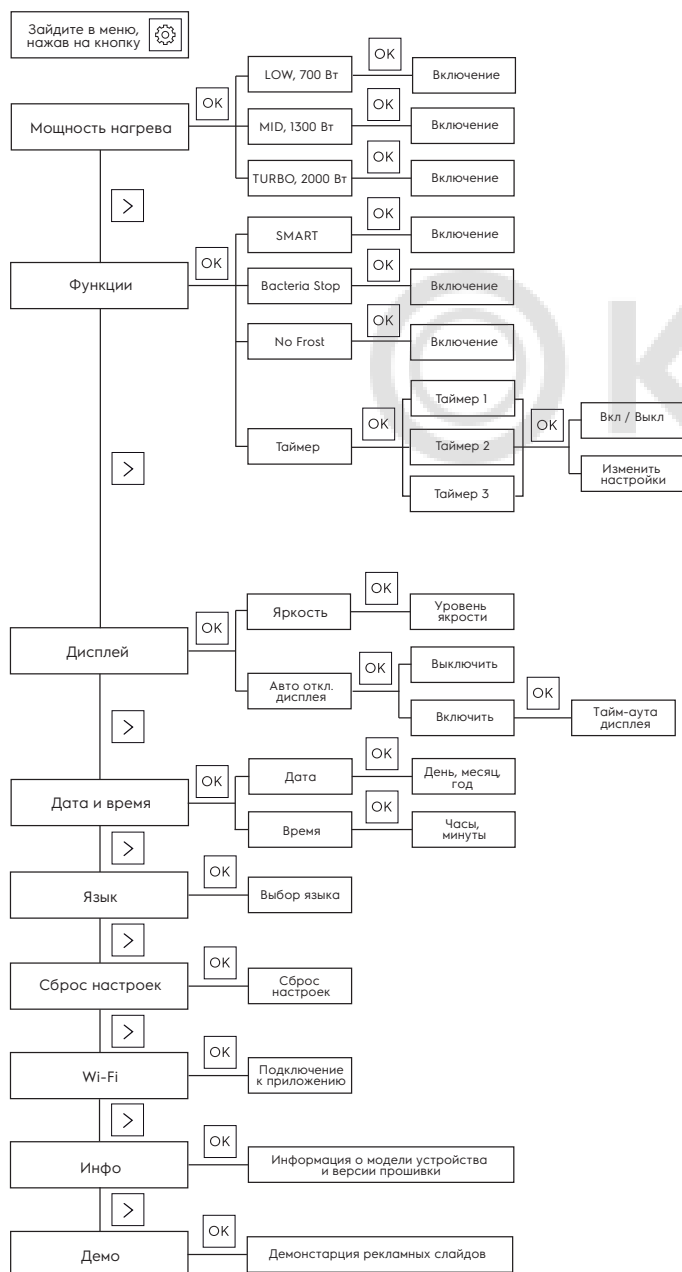 Зайдите в меню,
нажав на кнопку
OK
LOW, 700 Вт
OK
Включение
Мощность нагрева
MID, 1300 Вт
OK
Включение
TURBO, 2000 Вт
OK
Включение
>
Функции
OK
SMART
OK
Включение
Bacteria Stop
OK
Включение
No Frost
OK
Включение
Таймер
OK
Таймер 1
Таймер 2
Таймер 3
OK
Вкл / Выкл
Изменить
настройки
>
Дисплей
OK
Яркость
OK
Уровень
якрости
Авто откл.
дисплея
OK
Выключить
Включить
OK
Тайм-аута
дисплея
>
Дата и время
OK
Дата
OK
День, месяц,
год
Время
OK
Часы,
минуты
>
Язык
OK
Выбор языка
>
Сброс настроек
OK
Сброс
настроек
>
Wi-Fi
OK
Подключение
к приложению
>
Инфо
OK
Информация о модели устройства
и версии прошивки
>
Демо
OK
Демонстарция рекламных слайдов